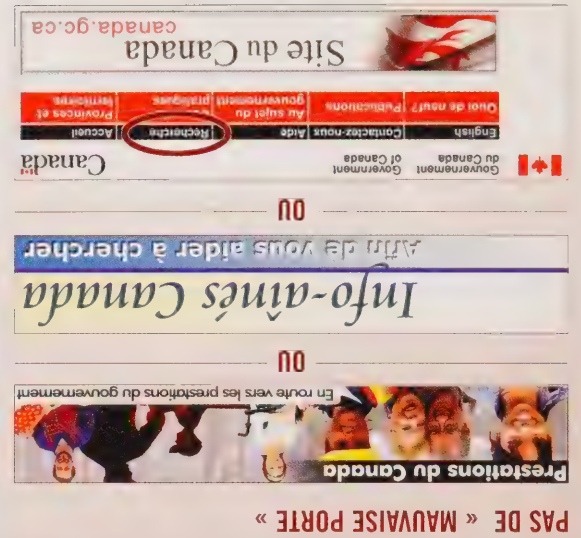 PAS DE « MAUVAISE PORTE »
Prestations du Canada
En route vers les prestations du gouvernement
OU
Info-aînés Canada
Afin de vous aider à chercher
OU
Gouvernement du Canada
Government of Canada
Canada
English Contactez-nous Aide Recherche Accueil
Quoi de neuf? Publications Au sujet du gouvernement pratiques Provinces et territoires
Site du Canada
canada.gc.ca